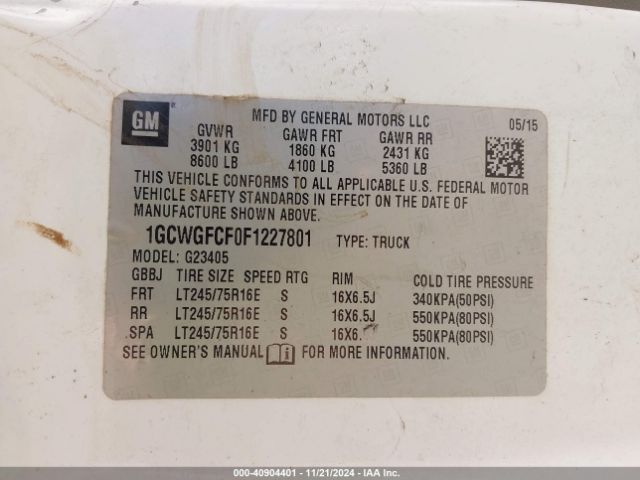 GM
MFD BY GENERAL MOTORS LLC 05/15
GVWR GAWR FRT GAWR RR
3901 KG 1860 KG 2431 KG
8600 LB 4100 LB 5360 LB
THIS VEHICLE CONFORMS TO ALL APPLICABLE U.S. FEDERAL MOTOR
VEHICLE SAFETY STANDARDS IN EFFECT ON THE DATE OF
MANUFACTURE SHOWN ABOVE.
1GCWGFCF0F1227801 TYPE: TRUCK
MODEL: G23405
GBBJ TIRE SIZE SPEED RTG RIM COLD TIRE PRESSURE
FRT LT245/75R16E S 16X6.5J 340KPA(50PSI)
RR LT245/75R16E S 16X6.5J 550KPA(80PSI)
SPA LT245/75R16E S 16X6. 550KPA(80PSI)
SEE OWNER'S MANUAL FOR MORE INFORMATION.
000-40904401 - 11/21/2024 - IAA Inc.